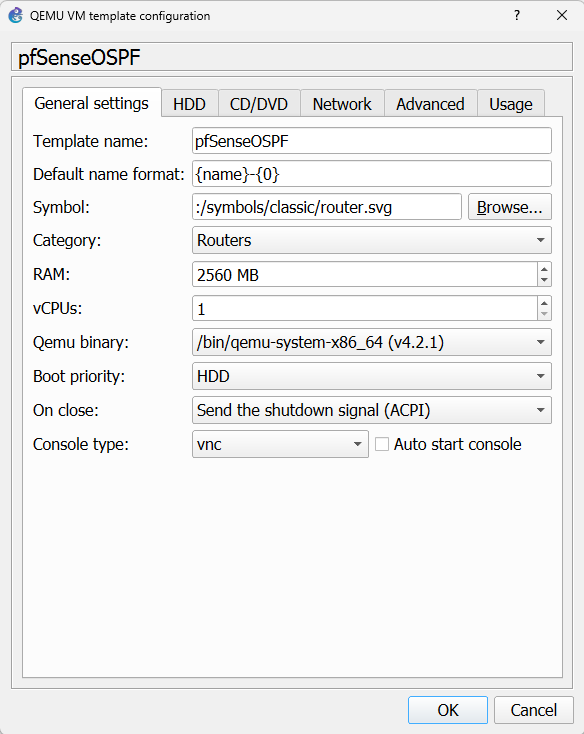 QEMU VM template configuration ?
pfSenseOSPF
General settings HDD CD/DVD Network Advanced Usage
Template name: pfSenseOSPF
Default name format: {name}-{0}
Symbol: :/symbols/classic/router.svg Browse...
Category: Routers
RAM: 2560 MB
vCPUs: 1
Qemu binary: /bin/qemu-system-x86_64 (v4.2.1)
Boot priority: HDD
On close: Send the shutdown signal (ACPI)
Console type: vnc Auto start console
OK Cancel